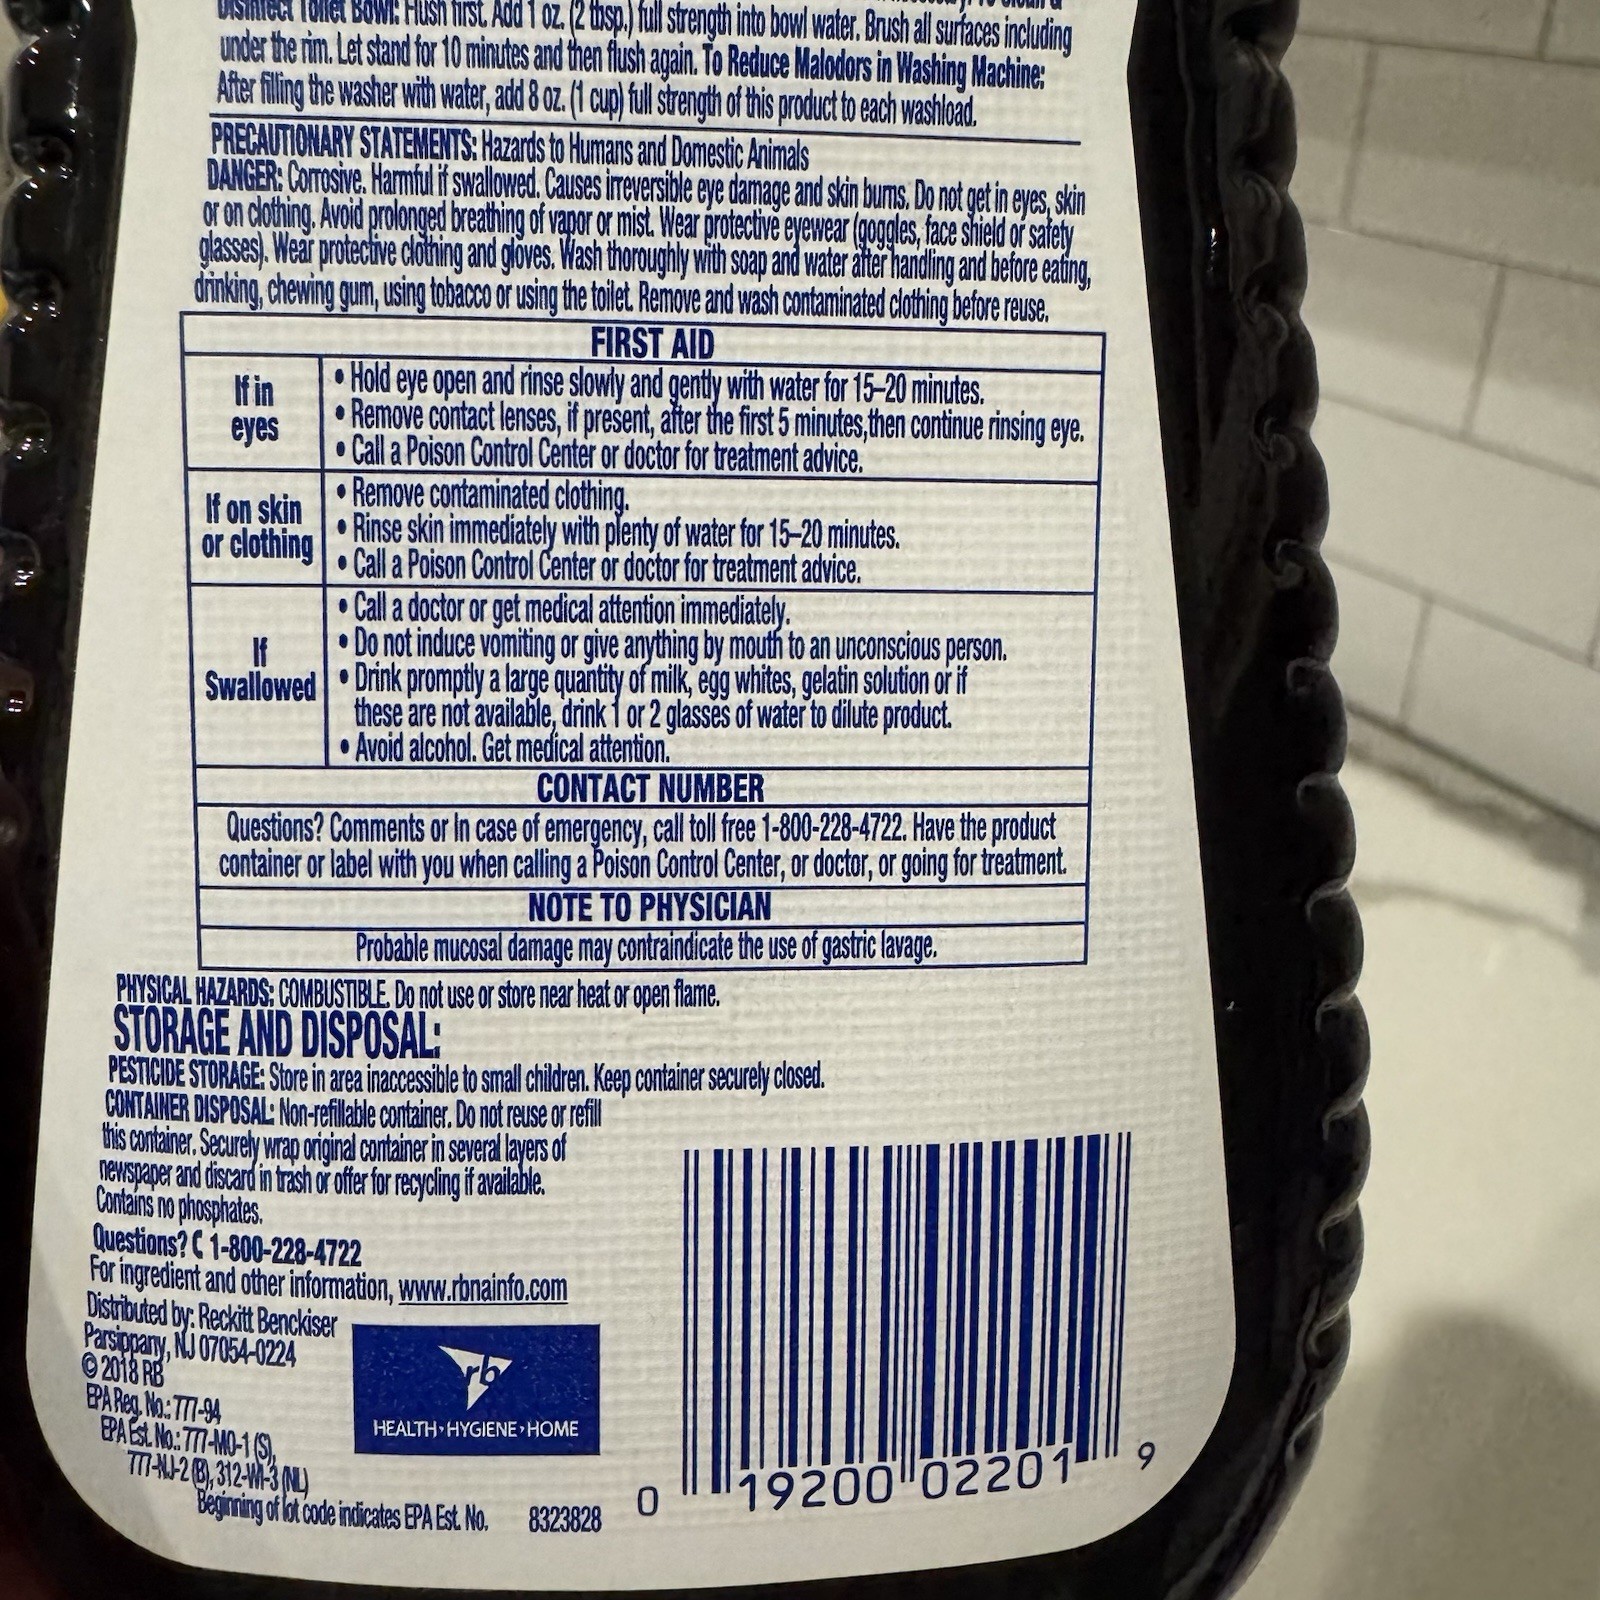 Disinfect Toilet Bowl: Flush first. Add 1 oz. (2 tbsp.) full strength into bowl water. Brush all surfaces including
under the rim. Let stand for 10 minutes and then flush again. To Reduce Malodors in Washing Machine:
After filling the washer with water, add 8 oz. (1 cup) full strength of this product to each washload.
PRECAUTIONARY STATEMENTS: Hazards to Humans and Domestic Animals
DANGER: Corrosive. Harmful if swallowed. Causes irreversible eye damage and skin burns. Do not get in eyes, skin
or on clothing. Avoid prolonged breathing of vapor or mist. Wear protective eyewear (goggles, face shield or safety
glasses). Wear protective clothing and gloves. Wash thoroughly with soap and water after handling and before eating,
drinking, chewing gum, using tobacco or using the toilet. Remove and wash contaminated clothing before reuse.
FIRST AID
If in
eyes
• Hold eye open and rinse slowly and gently with water for 15–20 minutes.
• Remove contact lenses, if present, after the first 5 minutes,then continue rinsing eye.
• Call a Poison Control Center or doctor for treatment advice.
If on skin
or clothing
• Remove contaminated clothing.
• Rinse skin immediately with plenty of water for 15–20 minutes.
• Call a Poison Control Center or doctor for treatment advice.
If
Swallowed
• Call a doctor or get medical attention immediately.
• Do not induce vomiting or give anything by mouth to an unconscious person.
• Drink promptly a large quantity of milk, egg whites, gelatin solution or if
these are not available, drink 1 or 2 glasses of water to dilute product.
• Avoid alcohol. Get medical attention.
CONTACT NUMBER
Questions? Comments or In case of emergency, call toll free 1-800-228-4722. Have the product
container or label with you when calling a Poison Control Center, or doctor, or going for treatment.
NOTE TO PHYSICIAN
Probable mucosal damage may contraindicate the use of gastric lavage.
PHYSICAL HAZARDS: COMBUSTIBLE. Do not use or store near heat or open flame.
STORAGE AND DISPOSAL:
PESTICIDE STORAGE: Store in area inaccessible to small children. Keep container securely closed.
CONTAINER DISPOSAL: Non-refillable container. Do not reuse or refill
this container. Securely wrap original container in several layers of
newspaper and discard in trash or offer for recycling if available.
Contains no phosphates.
Questions? 1-800-228-4722
For ingredient and other information, www.rbnainfo.com
Distributed by: Reckitt Benckiser
Parsippany, NJ 07054-0224
© 2018 RB
EPA Reg. No.: 777-94
EPA Est. No.: 777-MO-1 (S),
777-NJ-2 (B), 312-WI-3 (NL)
Beginning of lot code indicates EPA Est. No. 8323828
rb
HEALTH›HYGIENE›HOME
0 19200 02201 9